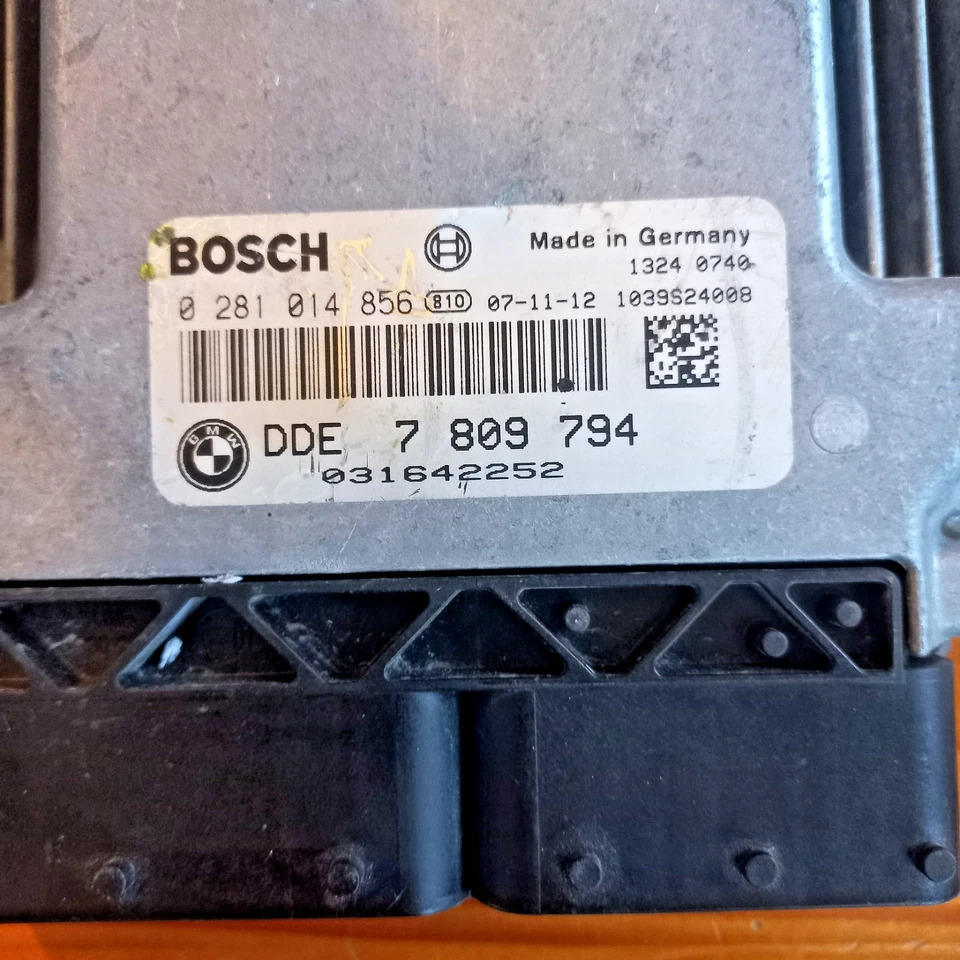 BOSCH
Made in Germany
1324 0740
0 281 014 856 810 07-11-12 1039S24008
BMW
DDE 7 809 794
031642252